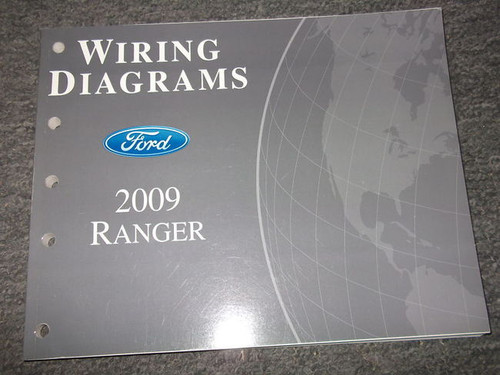 WIRING
DIAGRAMS
Ford
2009
RANGER